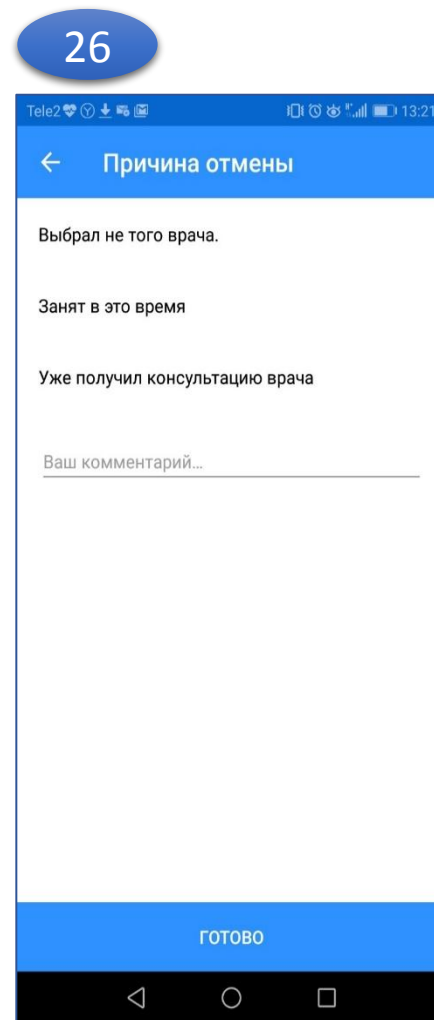 26
Tele2 13:21
Причина отмены
Выбрал не того врача.
Занят в это время
Уже получил консультацию врача
Ваш комментарий...
ГОТОВО